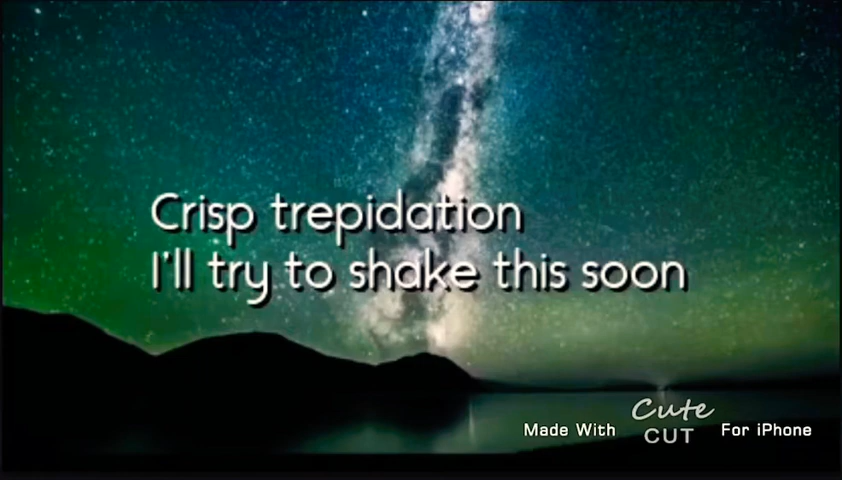 Crisp trepidation
I'll try to shake this soon
Made With Cute CUT For iPhone